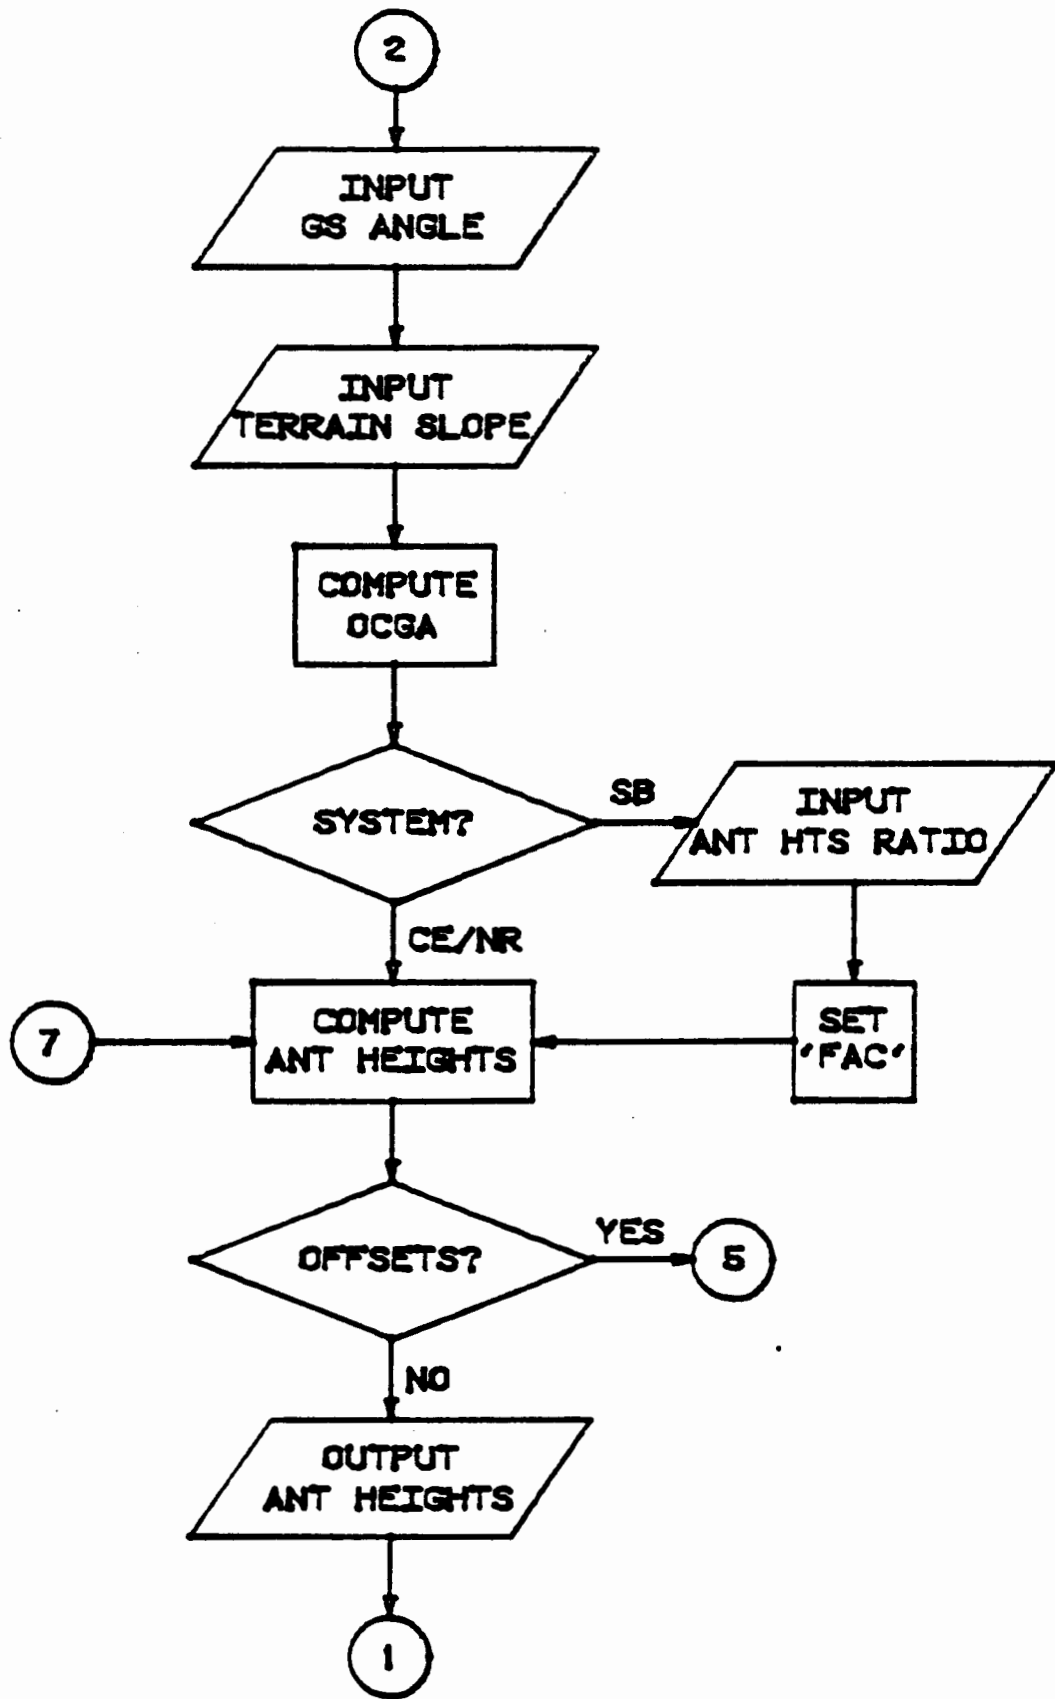 2
INPUT
GS ANGLE
INPUT
TERRAIN SLOPE
COMPUTE
OCGA
SYSTEM?
SB
INPUT
ANT HTS RATIO
CE/NR
7
COMPUTE
ANT HEIGHTS
SET
'FAC'
OFFSETS?
YES
5
NO
OUTPUT
ANT HEIGHTS
1